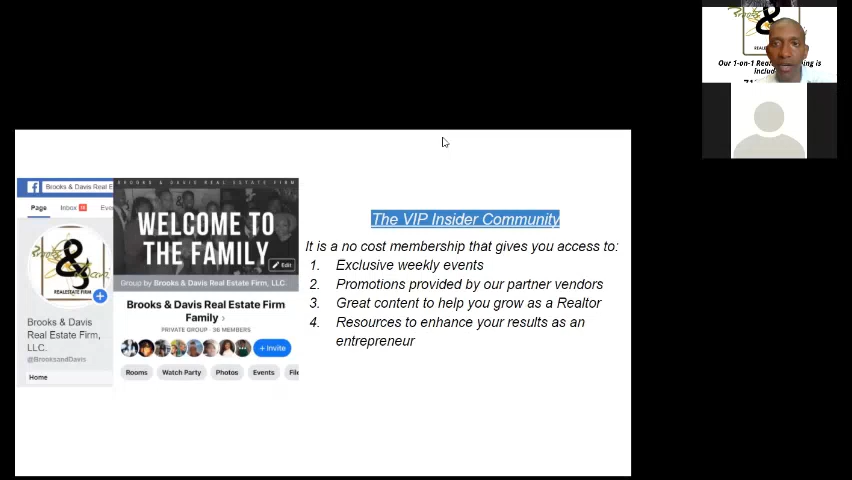 Brooks & Davis Real E
Page
Inbox
Eve
Brooks & Davis
Real Estate Firm,
LLC.
@BrooksandDavis
Home
BROOKS & DAVIS REAL ESTATE FIRM
WELCOME TO
THE FAMILY
Edit
Group by Brooks & Davis Real Estate Firm, LLC.
Brooks & Davis Real Estate Firm
Family ›
PRIVATE GROUP · 36 MEMBERS
+ Invite
Rooms
Watch Party
Photos
Events
File
The VIP Insider Community
It is a no cost membership that gives you access to:
1. Exclusive weekly events
2. Promotions provided by our partner vendors
3. Great content to help you grow as a Realtor
4. Resources to enhance your results as an
entrepreneur
Our 1-on-1 Real
ing is